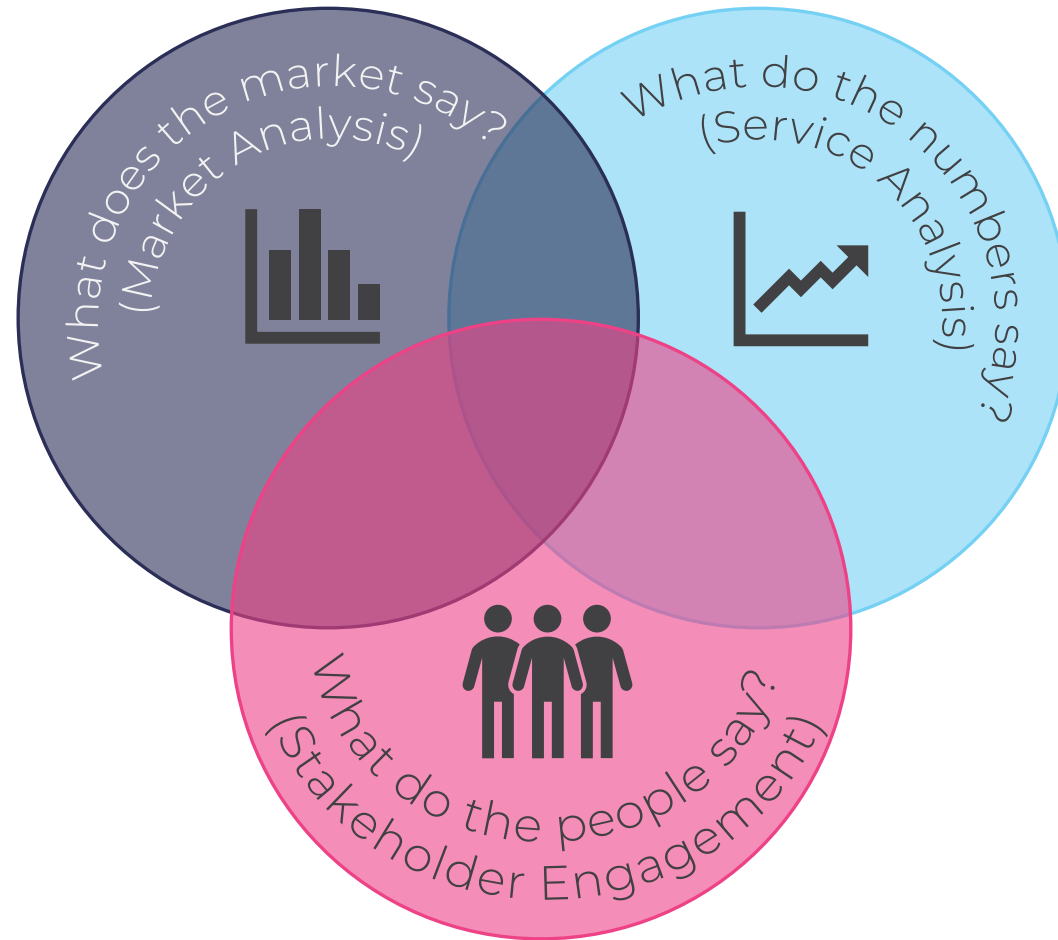 What does the market say?
(Market Analysis)
What do the numbers say?
(Service Analysis)
What do the people say?
(Stakeholder Engagement)